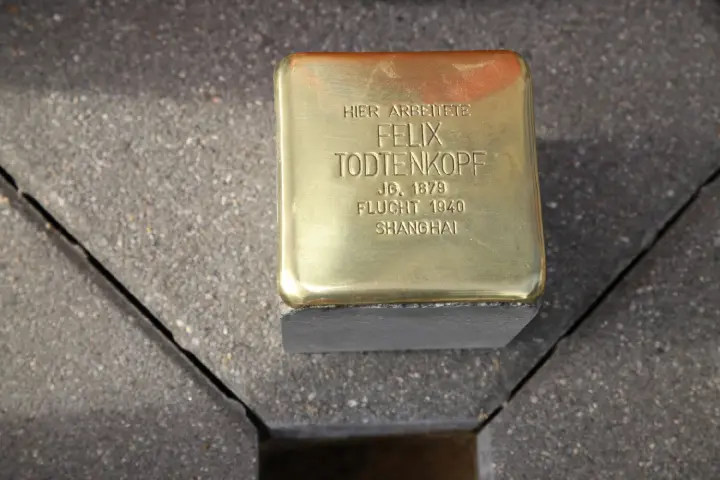 HIER ARBEITETE
FELIX
TODTENKOPF
JG. 1879
FLUCHT 1940
SHANGHAI